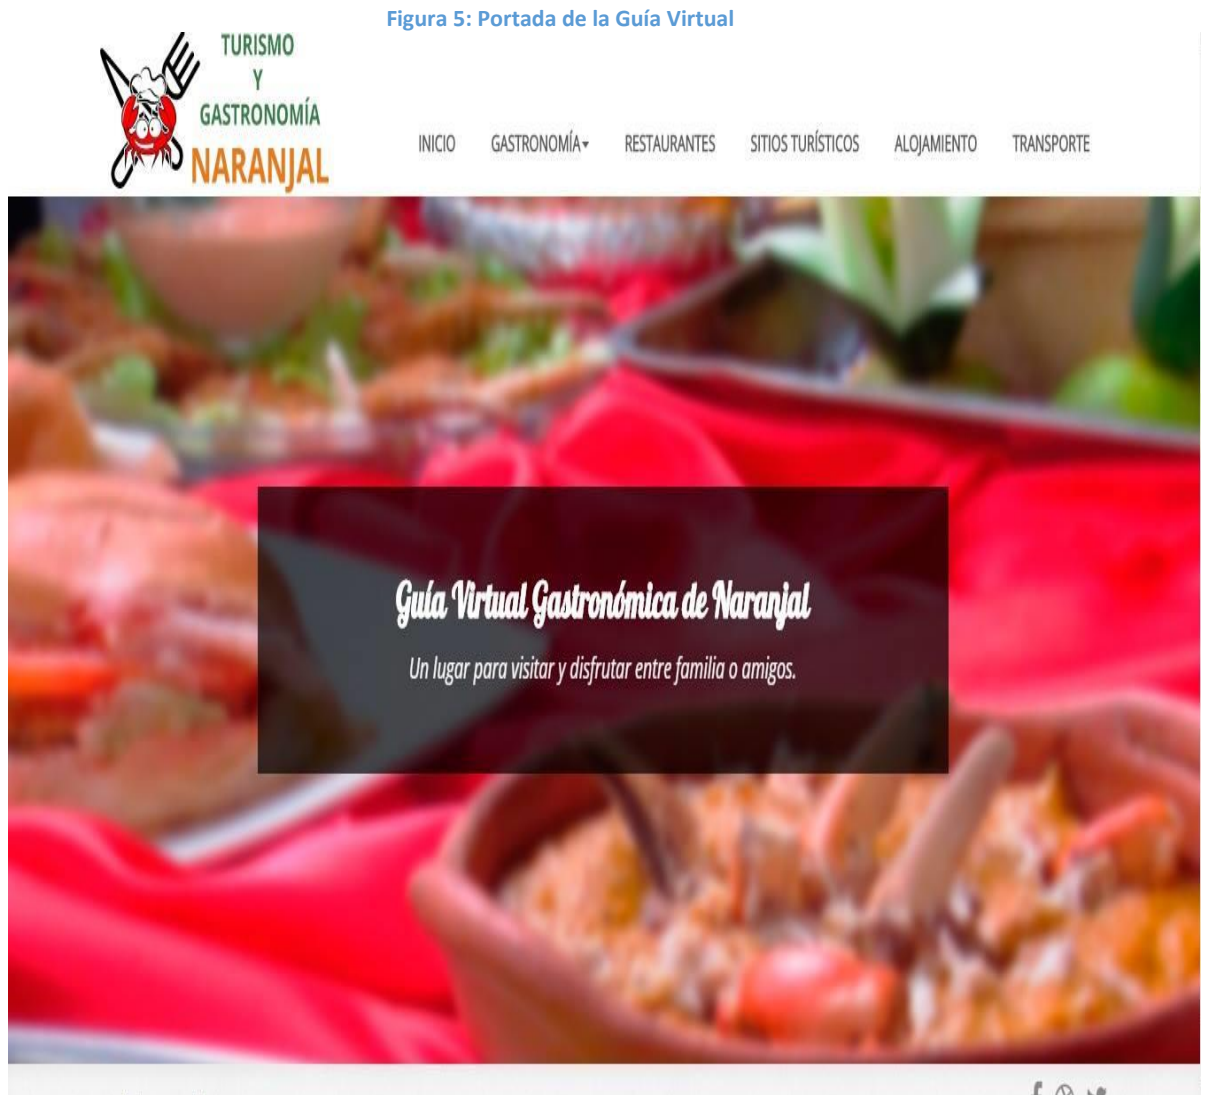 Figura 5: Portada de la Guía Virtual
TURISMO
Y
GASTRONOMÍA
NARANJAL
INICIO GASTRONOMÍA▾ RESTAURANTES SITIOS TURÍSTICOS ALOJAMIENTO TRANSPORTE
Guía Virtual Gastronómica de Naranjal
Un lugar para visitar y disfrutar entre familia o amigos.